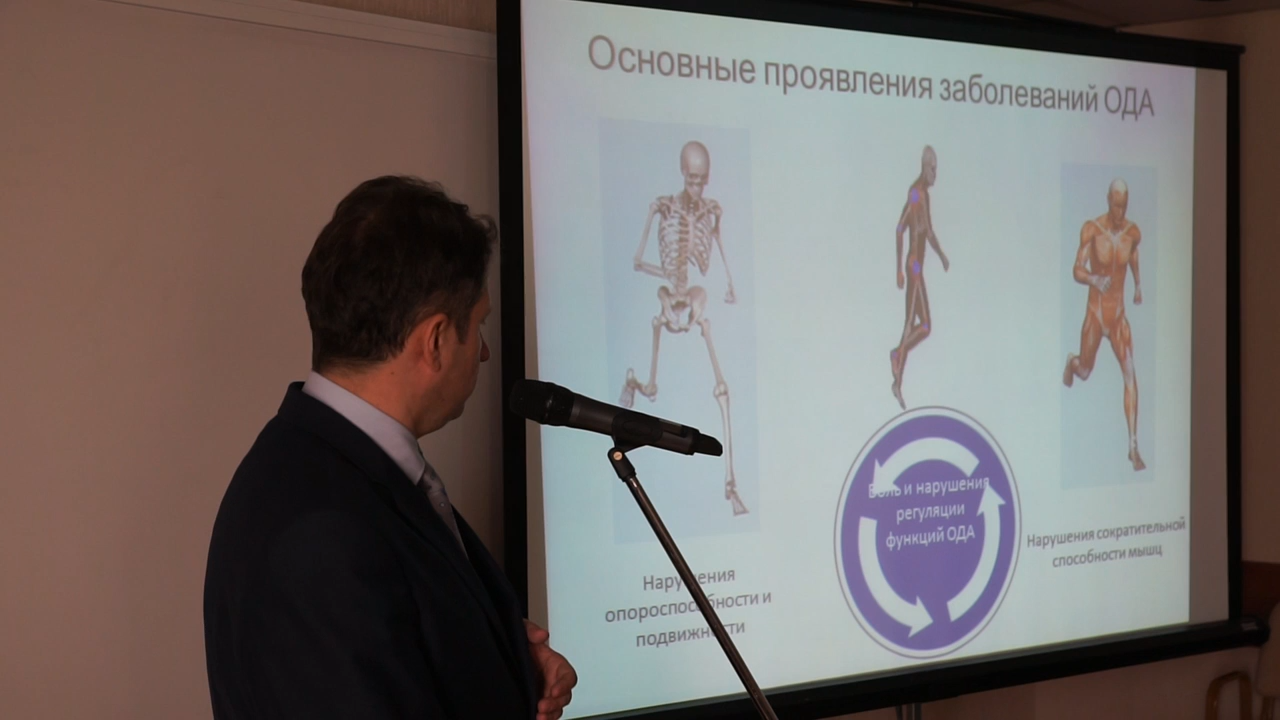 Основные проявления заболеваний ОДА
Боль и нарушения
регуляции
функций ОДА
Нарушения сократительной
способности мышц
Нарушения
опороспособности и
подвижности